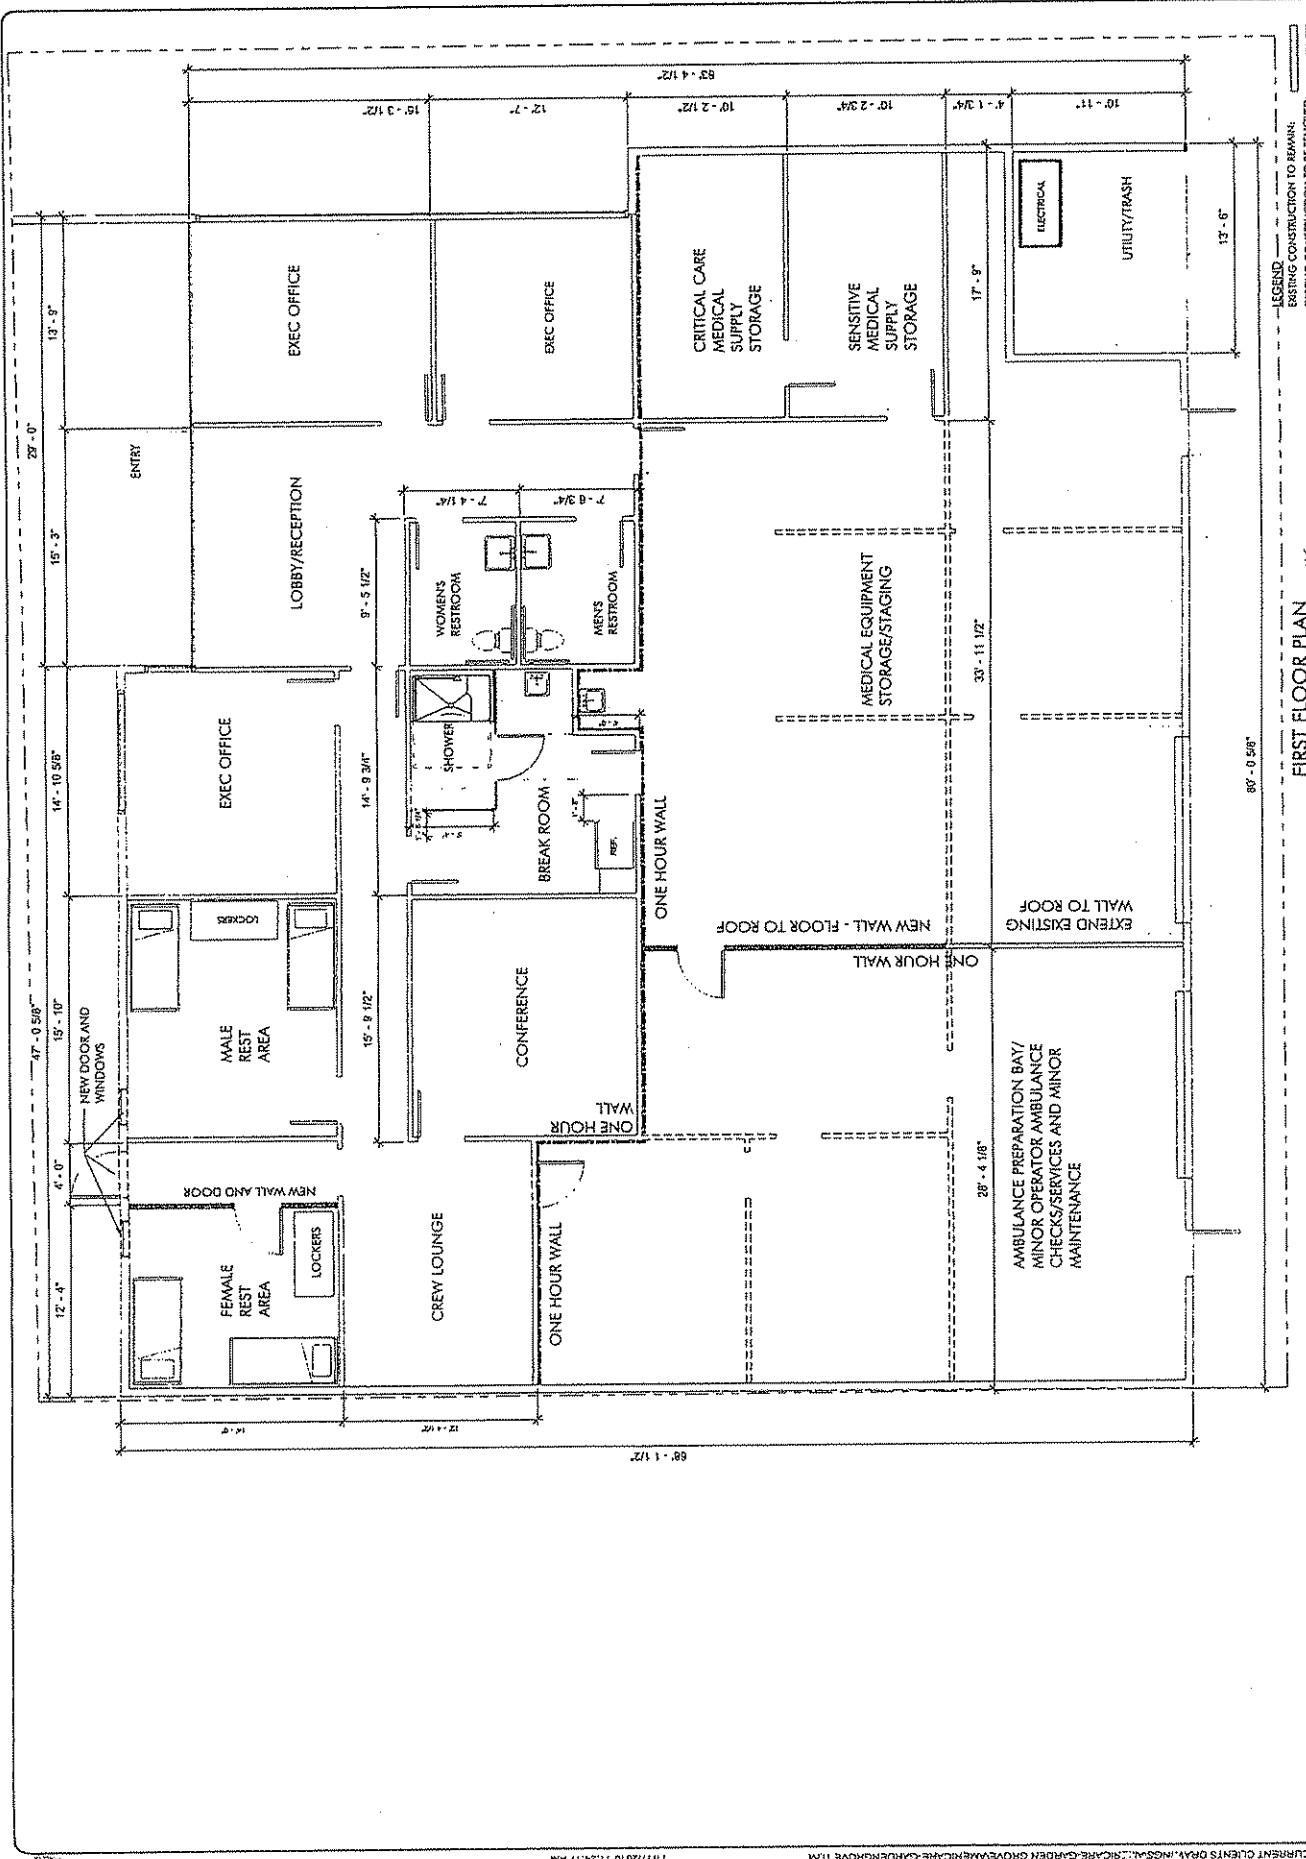 83' - 4 1/2"
15' - 3 1/2"
12' - 7"
10' - 2 1/2"
10' - 2 3/4"
4' - 1 3/4"
10' - 11"
29' - 0"
13' - 9"
15' - 3"
ENTRY
EXEC OFFICE
EXEC OFFICE
LOBBY/RECEPTION
CRITICAL CARE
MEDICAL
SUPPLY
STORAGE
SENSITIVE
MEDICAL
SUPPLY
STORAGE
17' - 9"
ELECTRICAL
UTILITY/TRASH
13' - 6"
LEGEND
EXISTING CONSTRUCTION TO REMAIN:
7' - 4 1/4"
7' - 6 3/4"
9' - 5 1/2"
WOMEN'S
RESTROOM
MEN'S
RESTROOM
MEDICAL EQUIPMENT
STORAGE/STAGING
33' - 11 1/2"
47' - 0 5/8"
14' - 10 5/8"
EXEC OFFICE
14' - 9 3/4"
SHOWER
BREAK ROOM
REF.
ONE HOUR WALL
80' - 0 5/8"
FIRST FLOOR PLAN
NEW WALL - FLOOR TO ROOF
EXTEND EXISTING
WALL TO ROOF
ONE HOUR WALL
15' - 10"
NEW DOOR AND
WINDOWS
LOCKERS
MALE
REST
AREA
15' - 9 1/2"
CONFERENCE
ONE HOUR
WALL
4' - 0"
NEW WALL AND DOOR
12' - 4"
FEMALE
REST
AREA
LOCKERS
CREW LOUNGE
ONE HOUR WALL
28' - 4 1/8"
AMBULANCE PREPARATION BAY/
MINOR OPERATOR AMBULANCE
CHECKS/SERVICES AND MINOR
MAINTENANCE
12' - 4 1/2"
68' - 1 1/2"